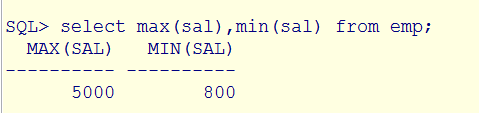 SQL> select max(sal),min(sal) from emp;
MAX(SAL) MIN(SAL)
---------- ----------
5000 800